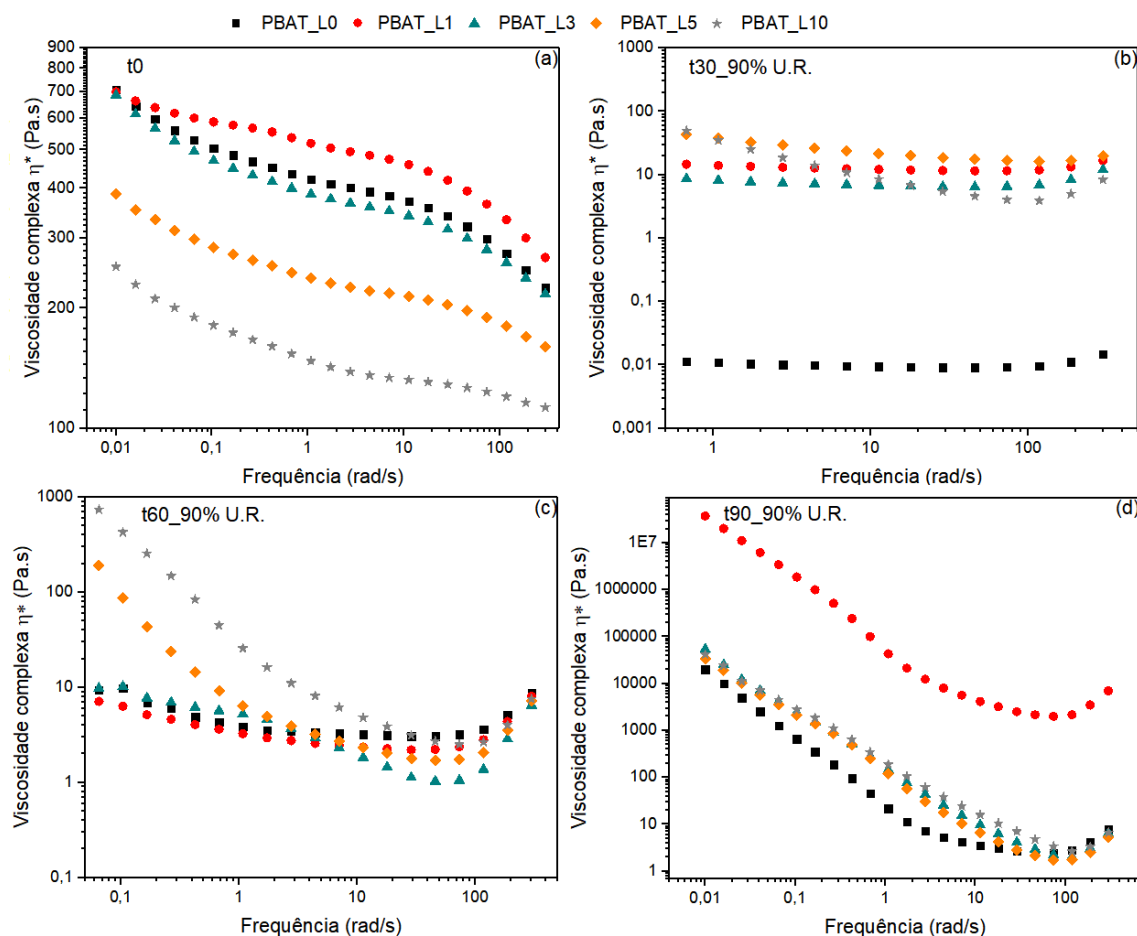 PBAT_L0 PBAT_L1 PBAT_L3 PBAT_L5 PBAT_L10
(a)
t0
Viscosidade complexa η* (Pa.s)
900
800
700
600
500
400
300
200
100
0,01 0,1 1 10 100
Frequência (rad/s)
(b)
t30_90% U.R.
Viscosidade complexa η* (Pa.s)
1000
100
10
1
0,1
0,01
0,001
1 10 100
Frequência (rad/s)
(c)
t60_90% U.R.
Viscosidade complexa η* (Pa.s)
1000
100
10
1
0,1
0,1 1 10 100
Frequência (rad/s)
(d)
t90_90% U.R.
Viscosidade complexa η* (Pa.s)
1E7
1000000
100000
10000
1000
100
10
1
0,01 0,1 1 10 100
Frequência (rad/s)